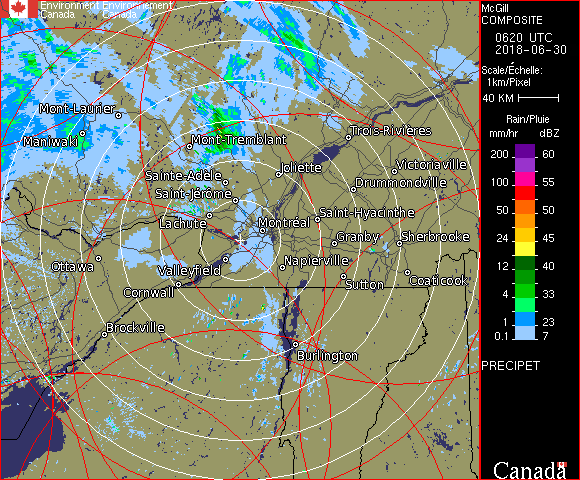 Environment Environnement
Canada Canada
McGill
COMPOSITE
0620 UTC
2018-06-30
Scale/Échelle:
1km/Pixel
40 KM
Rain/Pluie
mm/hr dBZ
200 60
100 55
50 50
24 45
12 40
4 33
1 23
0.1 7
PRECIPET
Canada
Mont-Laurier
Maniwaki
Mont-Tremblant
Trois-Rivières
Joliette
Victoriaville
Sainte-Adèle
Drummondville
Saint-Jérôme
Saint-Hyacinthe
Lachute
Montréal
Granby
Sherbrooke
Ottawa
Valleyfield
Napierville
Cornwall
Sutton
Coaticook
Brockville
Burlington